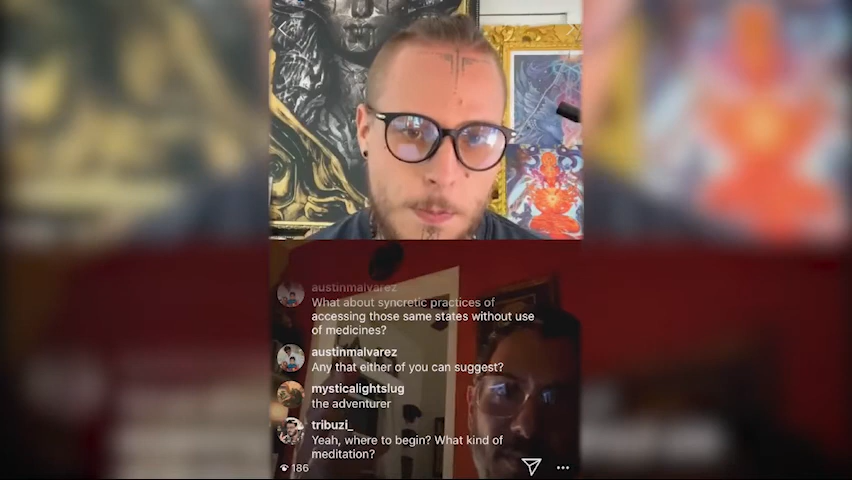 austinmalvarez
What about syncretic practices of
accessing those same states without use
of medicines?
austinmalvarez
Any that either of you can suggest?
mysticalightslug
the adventurer
tribuzi_
Yeah, where to begin? What kind of
meditation?
186